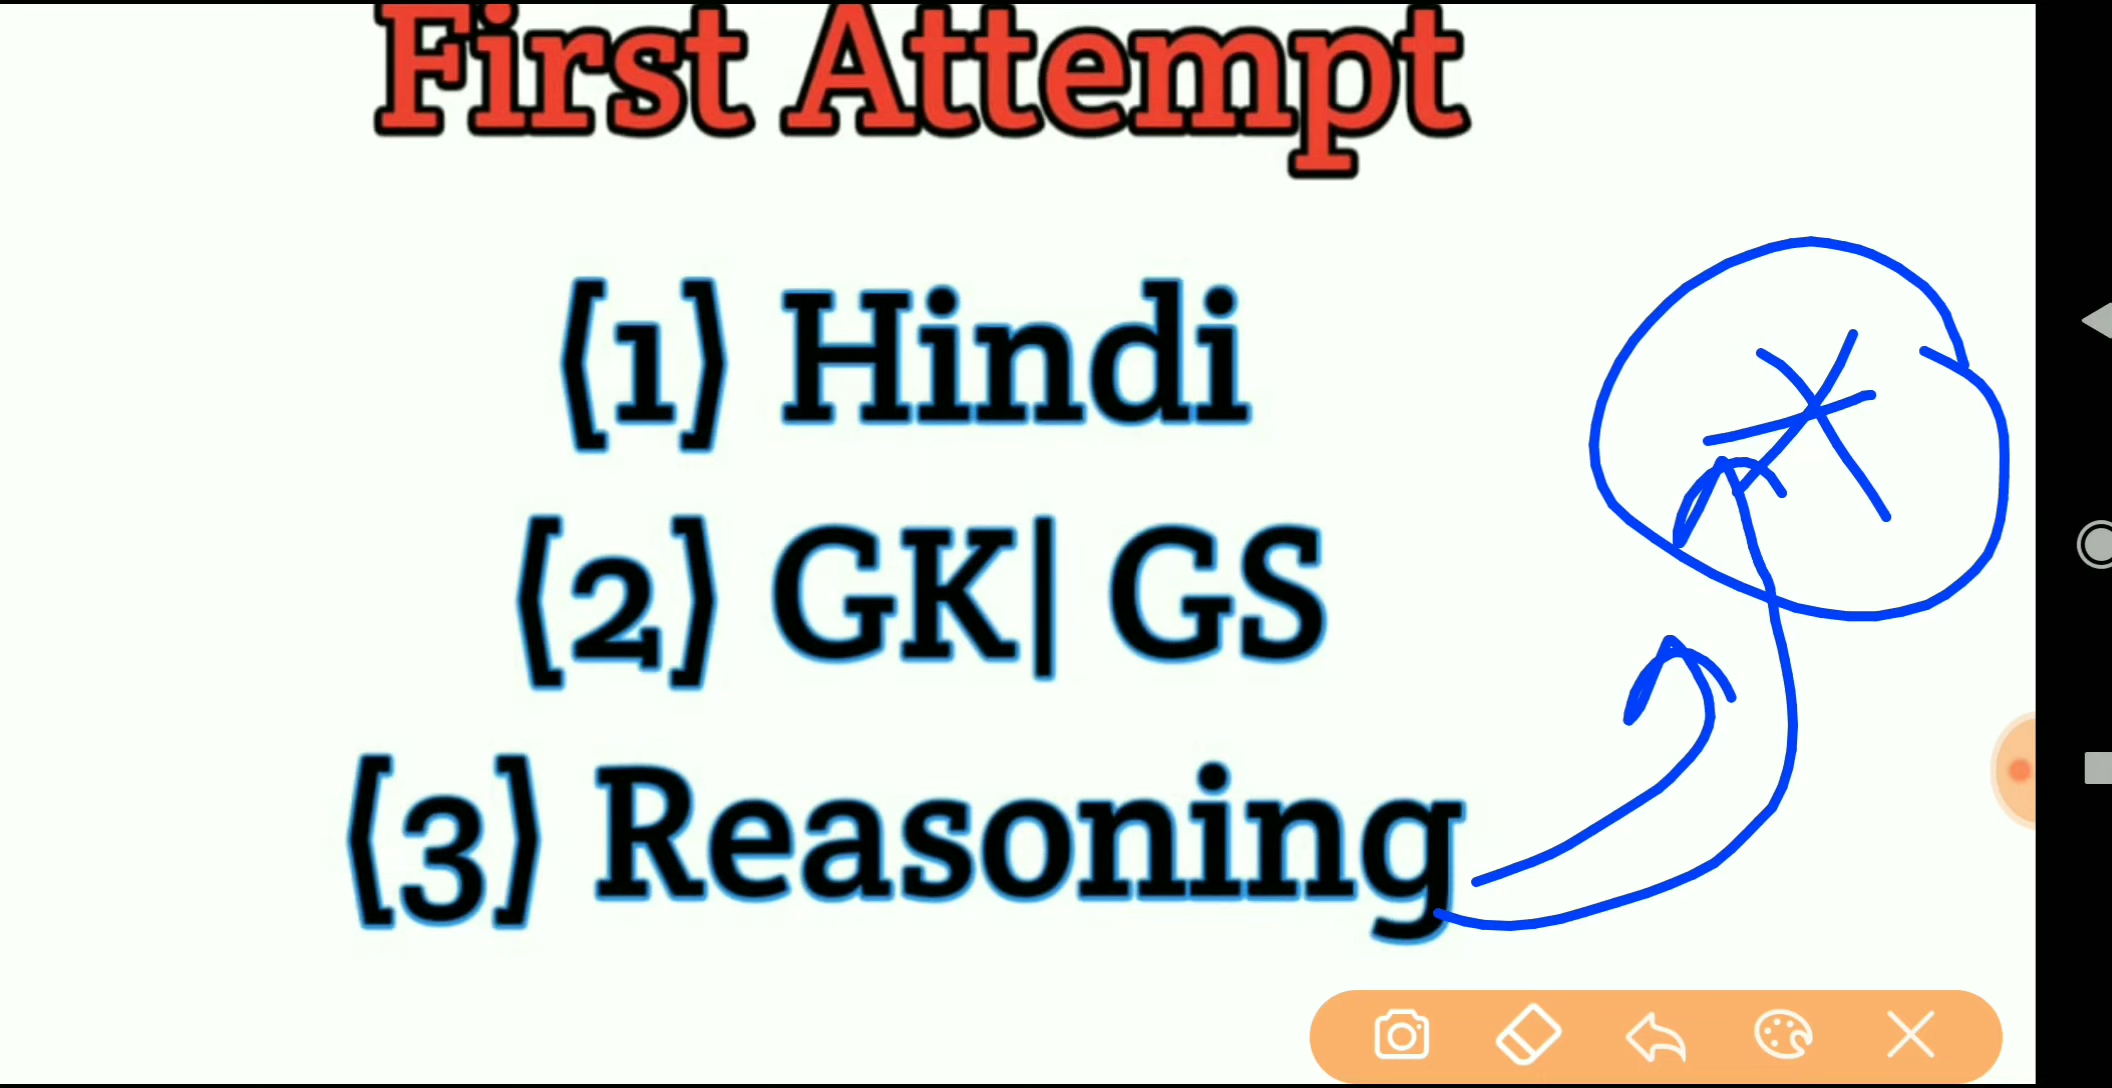 First Attempt
(1) Hindi
(2) GK| GS
(3) Reasoning